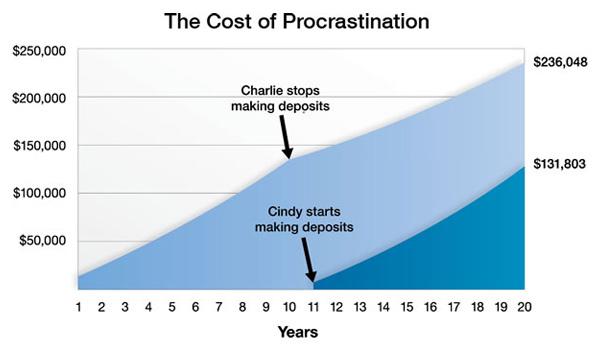 The Cost of Procrastination
$250,000
$236,048
$200,000
Charlie stops
making deposits
$150,000
$131,803
$100,000
Cindy starts
making deposits
$50,000
1 2 3 4 5 6 7 8 9 10 11 12 13 14 15 16 17 18 19 20
Years